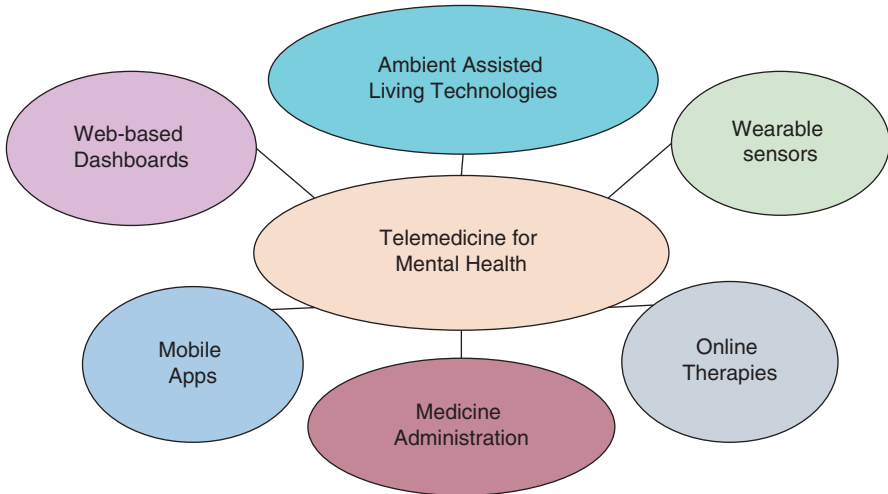 Ambient Assisted
Living Technologies
Web-based
Dashboards
Wearable
sensors
Telemedicine for
Mental Health
Mobile
Apps
Online
Therapies
Medicine
Administration